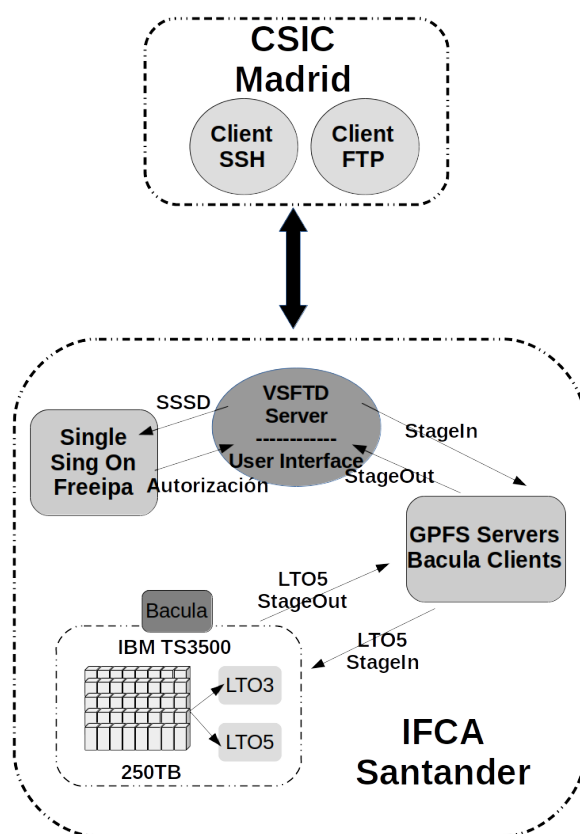 CSIC
Madrid
Client
SSH
Client
FTP
SSSD
VSFTD
Server
------------
User Interface
StageIn
Single
Sing On
Freeipa
Autorización
StageOut
GPFS Servers
Bacula Clients
LTO5
StageOut
Bacula
LTO5
StageIn
IBM TS3500
LTO3
LTO5
250TB
IFCA
Santander